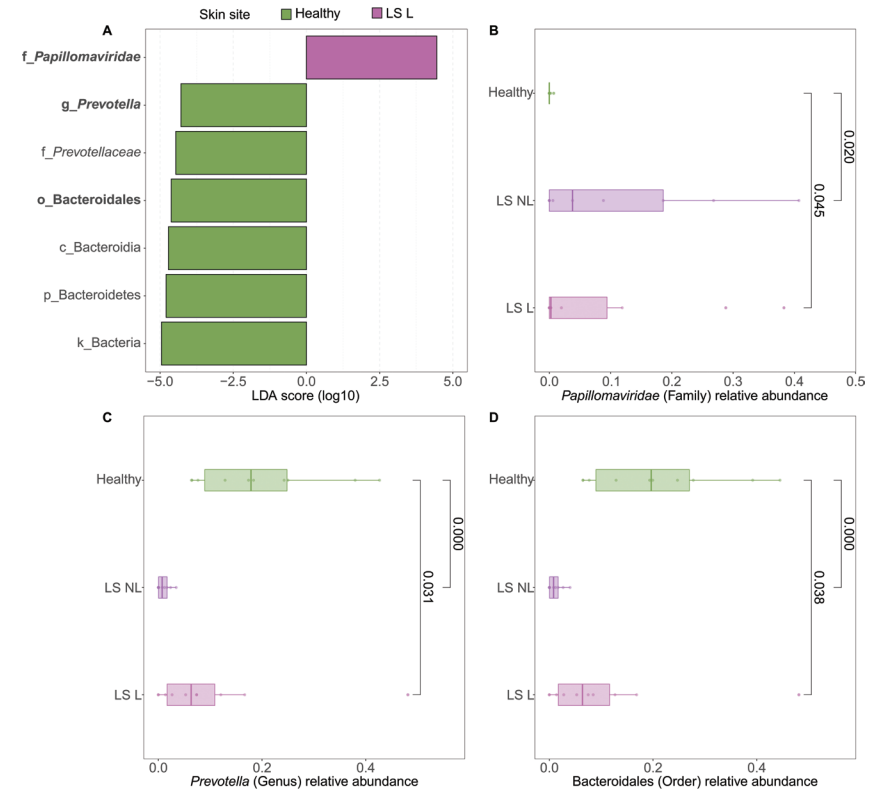 Skin site Healthy LS L
A
f_Papillomaviridae
g_Prevotella
f_Prevotellaceae
o_Bacteroidales
c_Bacteroidia
p_Bacteroidetes
k_Bacteria
−5.0 −2.5 0.0 2.5 5.0
LDA score (log10)
B
Healthy
LS NL
LS L
0.045
0.020
0.0 0.1 0.2 0.3 0.4 0.5
Papillomaviridae (Family) relative abundance
C
Healthy
LS NL
LS L
0.031
0.000
0.0 0.2 0.4
Prevotella (Genus) relative abundance
D
Healthy
LS NL
LS L
0.038
0.000
0.0 0.2 0.4
Bacteroidales (Order) relative abundance